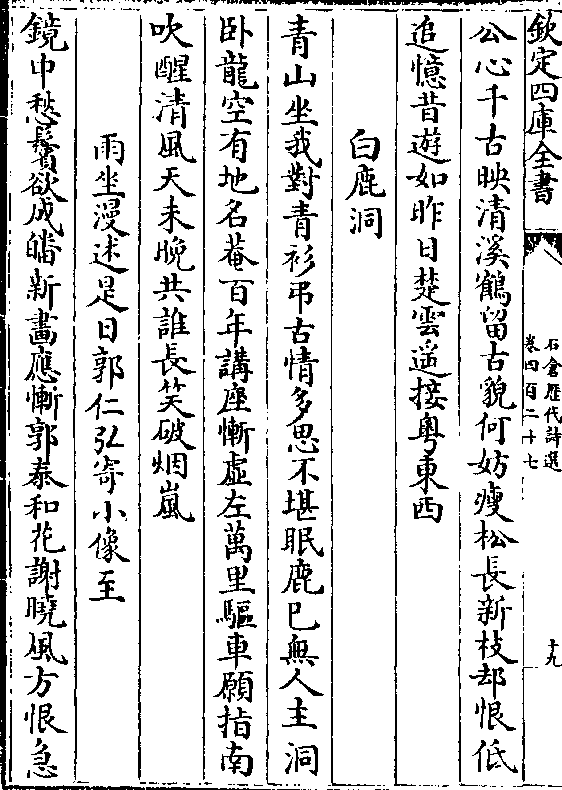 欽定四庫全書
石倉歷代詩選
卷四百二十七
十九
公心千古映清溪鶴留古貌何妨瘦松長新枝却恨低
追憶昔遊如昨日楚雲遥接粵東西
白鹿洞
青山坐我對青衫弔古情多思不堪眠鹿巳無人主洞
卧龍空有地名菴百年講座慚虚左萬里驅車願指南
吹醒清風天未晚共誰長笑破烟嵐
雨坐漫述是日郭仁弘寄小像至
鏡中愁鬢欲成皤新畵應慚郭泰和花謝曉風方恨急